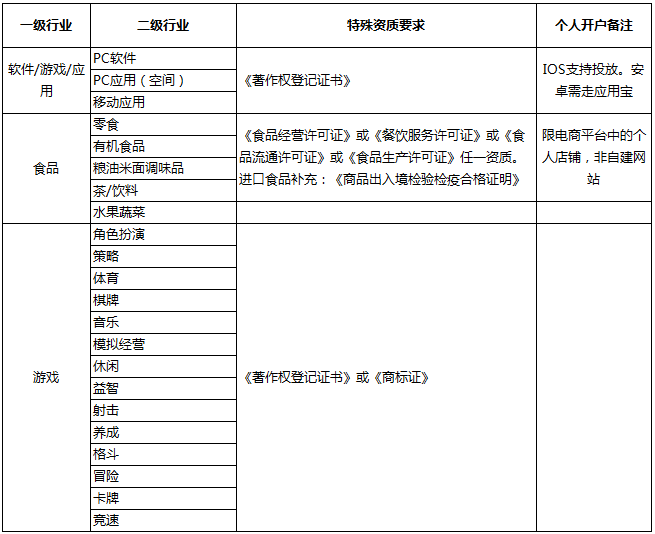 一级行业 二级行业 特殊资质要求 个人开户备注
软件/游戏/应
用
PC软件
PC应用（空间）
移动应用
《著作权登记证书》
IOS支持投放。安
卓需走应用宝
食品
零食
有机食品
粮油米面调味品
茶/饮料
水果蔬菜
《食品经营许可证》或《餐饮服务许可证》或《食
品流通许可证》或《食品生产许可证》任一资质。
进口食品补充：《商品出入境检验检疫合格证明》
限电商平台中的个
人店铺，非自建网
站
游戏
角色扮演
策略
体育
棋牌
音乐
模拟经营
休闲
益智
射击
养成
格斗
冒险
卡牌
竞速
《著作权登记证书》或《商标证》